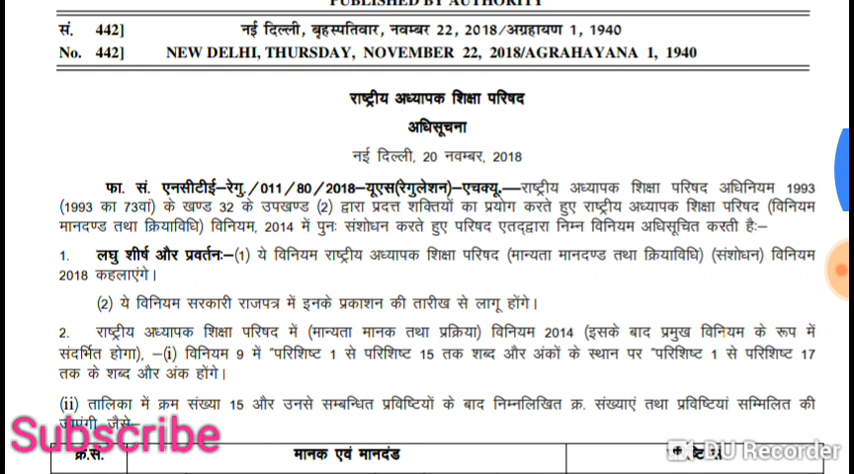 PUBLISHED BY AUTHORITY
सं. 442] नई दिल्ली, बृहस्पतिवार, नवम्बर 22, 2018/अग्रहायण 1, 1940
No. 442] NEW DELHI, THURSDAY, NOVEMBER 22, 2018/AGRAHAYANA 1, 1940
राष्ट्रीय अध्यापक शिक्षा परिषद
अधिसूचना
नई दिल्ली, 20 नवम्बर, 2018
फा. सं. एनसीटीई–रेगु./011/80/2018–यूएस(रेगुलेशन)–एचक्यू.—राष्ट्रीय अध्यापक शिक्षा परिषद अधिनियम 1993
(1993 का 73वां) के खण्ड 32 के उपखण्ड (2) द्वारा प्रदत्त शक्तियों का प्रयोग करते हुए राष्ट्रीय अध्यापक शिक्षा परिषद (विनियम
मानदण्ड तथा क्रियाविधि) विनियम, 2014 में पुनः संशोधन करते हुए परिषद एतद्द्वारा निम्न विनियम अधिसूचित करती हैः–
1. लघु शीर्ष और प्रवर्तनः–(1) ये विनियम राष्ट्रीय अध्यापक शिक्षा परिषद (मान्यता मानदण्ड तथा क्रियाविधि) (संशोधन) विनियम
2018 कहलाएंगे।
(2) ये विनियम सरकारी राजपत्र में इनके प्रकाशन की तारीख से लागू होंगे।
2. राष्ट्रीय अध्यापक शिक्षा परिषद में (मान्यता मानक तथा प्रक्रिया) विनियम 2014 (इसके बाद प्रमुख विनियम के रूप में
संदर्भित होगा), –(i) विनियम 9 में "परिशिष्ट 1 से परिशिष्ट 15 तक शब्द और अंकों के स्थान पर "परिशिष्ट 1 से परिशिष्ट 17
तक के शब्द और अंक होंगे।
(ii) तालिका में क्रम संख्या 15 और उनसे सम्बन्धित प्रविष्टियों के बाद निम्नलिखित क्र. संख्याएं तथा प्रविष्टियां सम्मिलित की
जाएंगी जैसे–
Subscribe
DU Recorder
क्र.सं. मानक एवं मानदंड